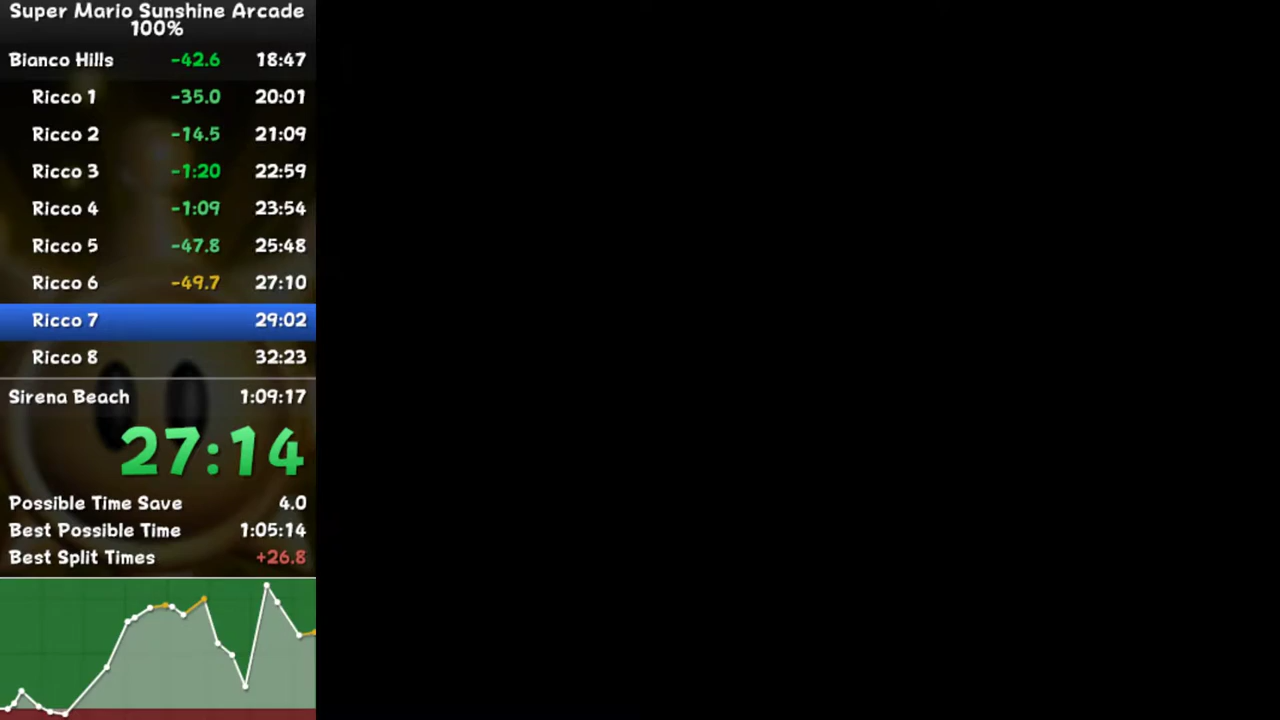 Super Mario Sunshine Arcade
100%
Bianco Hills -42.6 18:47
Ricco 1 -35.0 20:01
Ricco 2 -14.5 21:09
Ricco 3 -1:20 22:59
Ricco 4 -1:09 23:54
Ricco 5 -47.8 25:48
Ricco 6 -49.7 27:10
Ricco 7 29:02
Ricco 8 32:23
Sirena Beach 1:09:17
27:14
Possible Time Save 4.0
Best Possible Time 1:05:14
Best Split Times +26.8